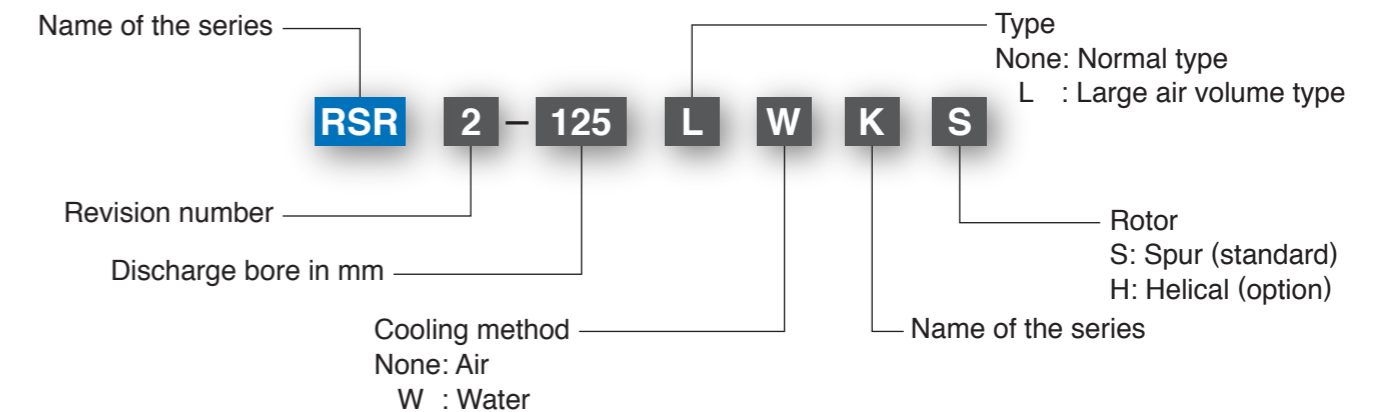 Name of the series
Type
None: Normal type
L : Large air volume type
RSR 2 – 125 L W K S
Revision number
Discharge bore in mm
Rotor
S: Spur (standard)
H: Helical (option)
Cooling method
None: Air
W : Water
Name of the series